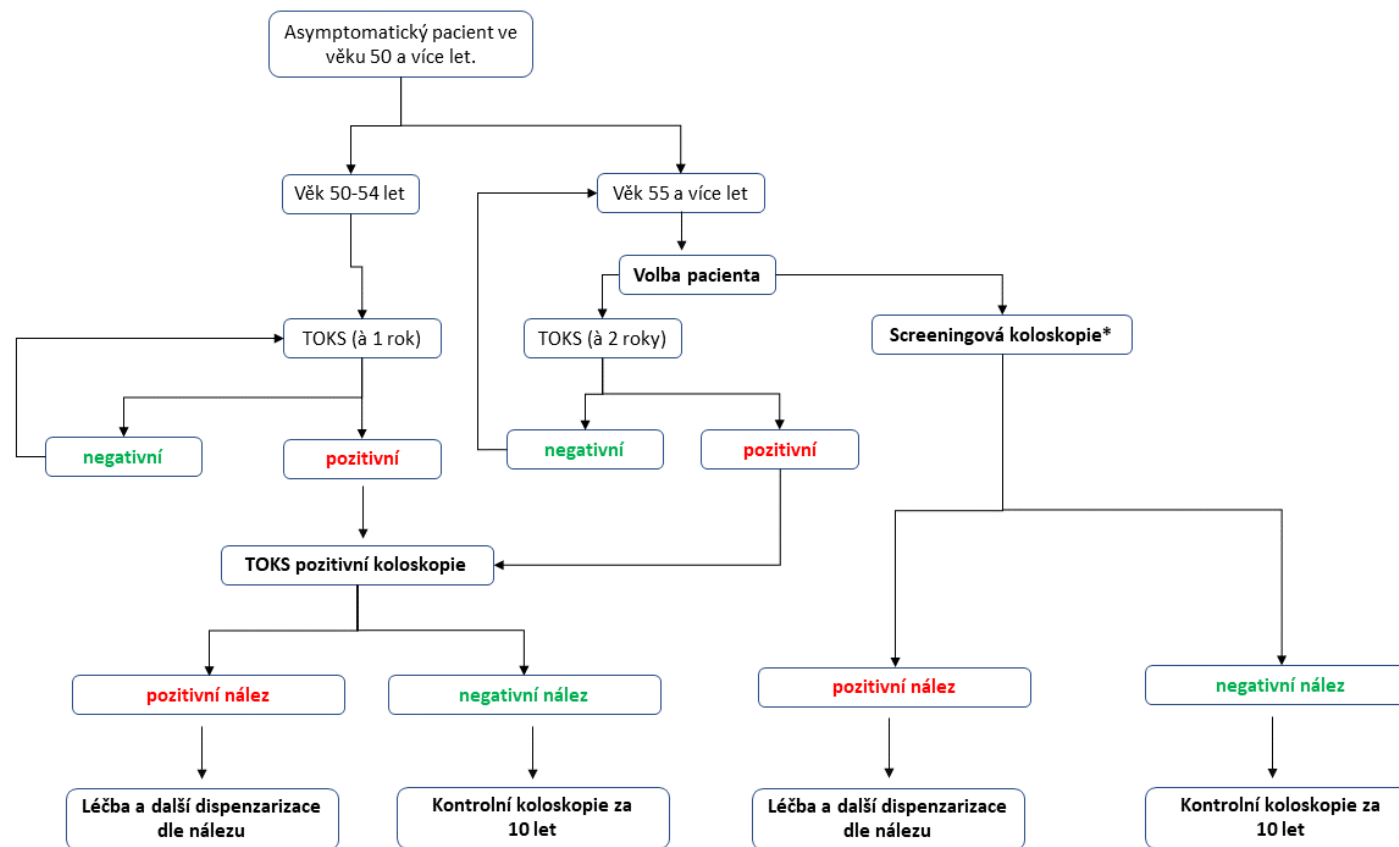 Asymptomatický pacient ve
věku 50 a více let.
Věk 50-54 let
Věk 55 a více let
Volba pacienta
TOKS (à 1 rok)
TOKS (à 2 roky)
Screeningová koloskopie*
negativní
pozitivní
negativní
pozitivní
TOKS pozitivní koloskopie
pozitivní nález
negativní nález
pozitivní nález
negativní nález
Léčba a další dispenzarizace
dle nálezu
Kontrolní koloskopie za
10 let
Léčba a další dispenzarizace
dle nálezu
Kontrolní koloskopie za
10 let